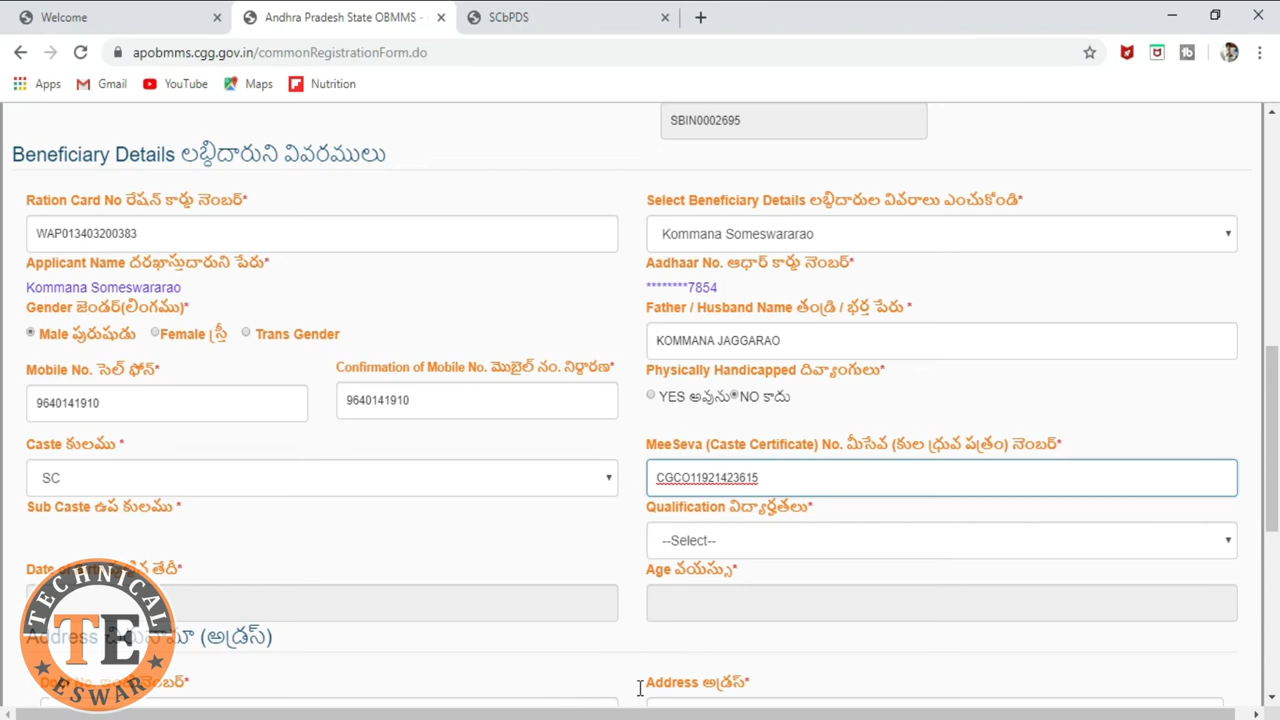 Welcome
Andhra Pradesh State OBMMS -
SCbPDS
apobmms.cgg.gov.in/commonRegistrationForm.do
Apps Gmail YouTube Maps Nutrition
SBIN0002695
Beneficiary Details లబ్ధిదారుని వివరములు
Ration Card No రేషన్ కార్డు నెంబర్*
Select Beneficiary Details లబ్ధిదారుల వివరాలు ఎంచుకోండి*
WAP013403200383
Kommana Someswararao
Applicant Name దరఖాస్తుదారుని పేరు*
Aadhaar No. ఆధార్ కార్డు నెంబర్*
Kommana Someswararao
********7854
Gender జెండర్(లింగము)*
Father / Husband Name తండ్రి / భర్త పేరు *
Male పురుషుడు Female స్త్రీ Trans Gender
KOMMANA JAGGARAO
Mobile No. సెల్ ఫోన్*
Confirmation of Mobile No. మొబైల్ నం. నిర్ధారణ*
Physically Handicapped దివ్యాంగులు*
9640141910
9640141910
YES అవును NO కాదు
Caste కులము *
MeeSeva (Caste Certificate) No. మీసేవ (కుల ధ్రువ పత్రం) నెంబర్*
SC
CGCO11921423615
Sub Caste ఉప కులము *
Qualification విద్యార్హతలు*
--Select--
తేదీ*
Age వయస్సు*
Address చిరునామా (అడ్రస్)
నెంబర్*
Address అడ్రస్*
TECHNICAL
TE
ESWAR